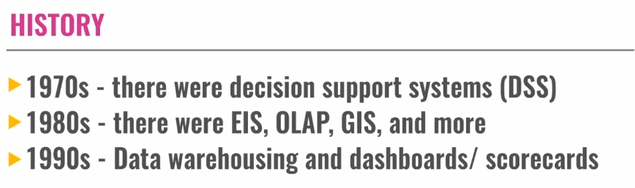 HISTORY
1970s - there were decision support systems (DSS)
1980s - there were EIS, OLAP, GIS, and more
1990s - Data warehousing and dashboards/ scorecards